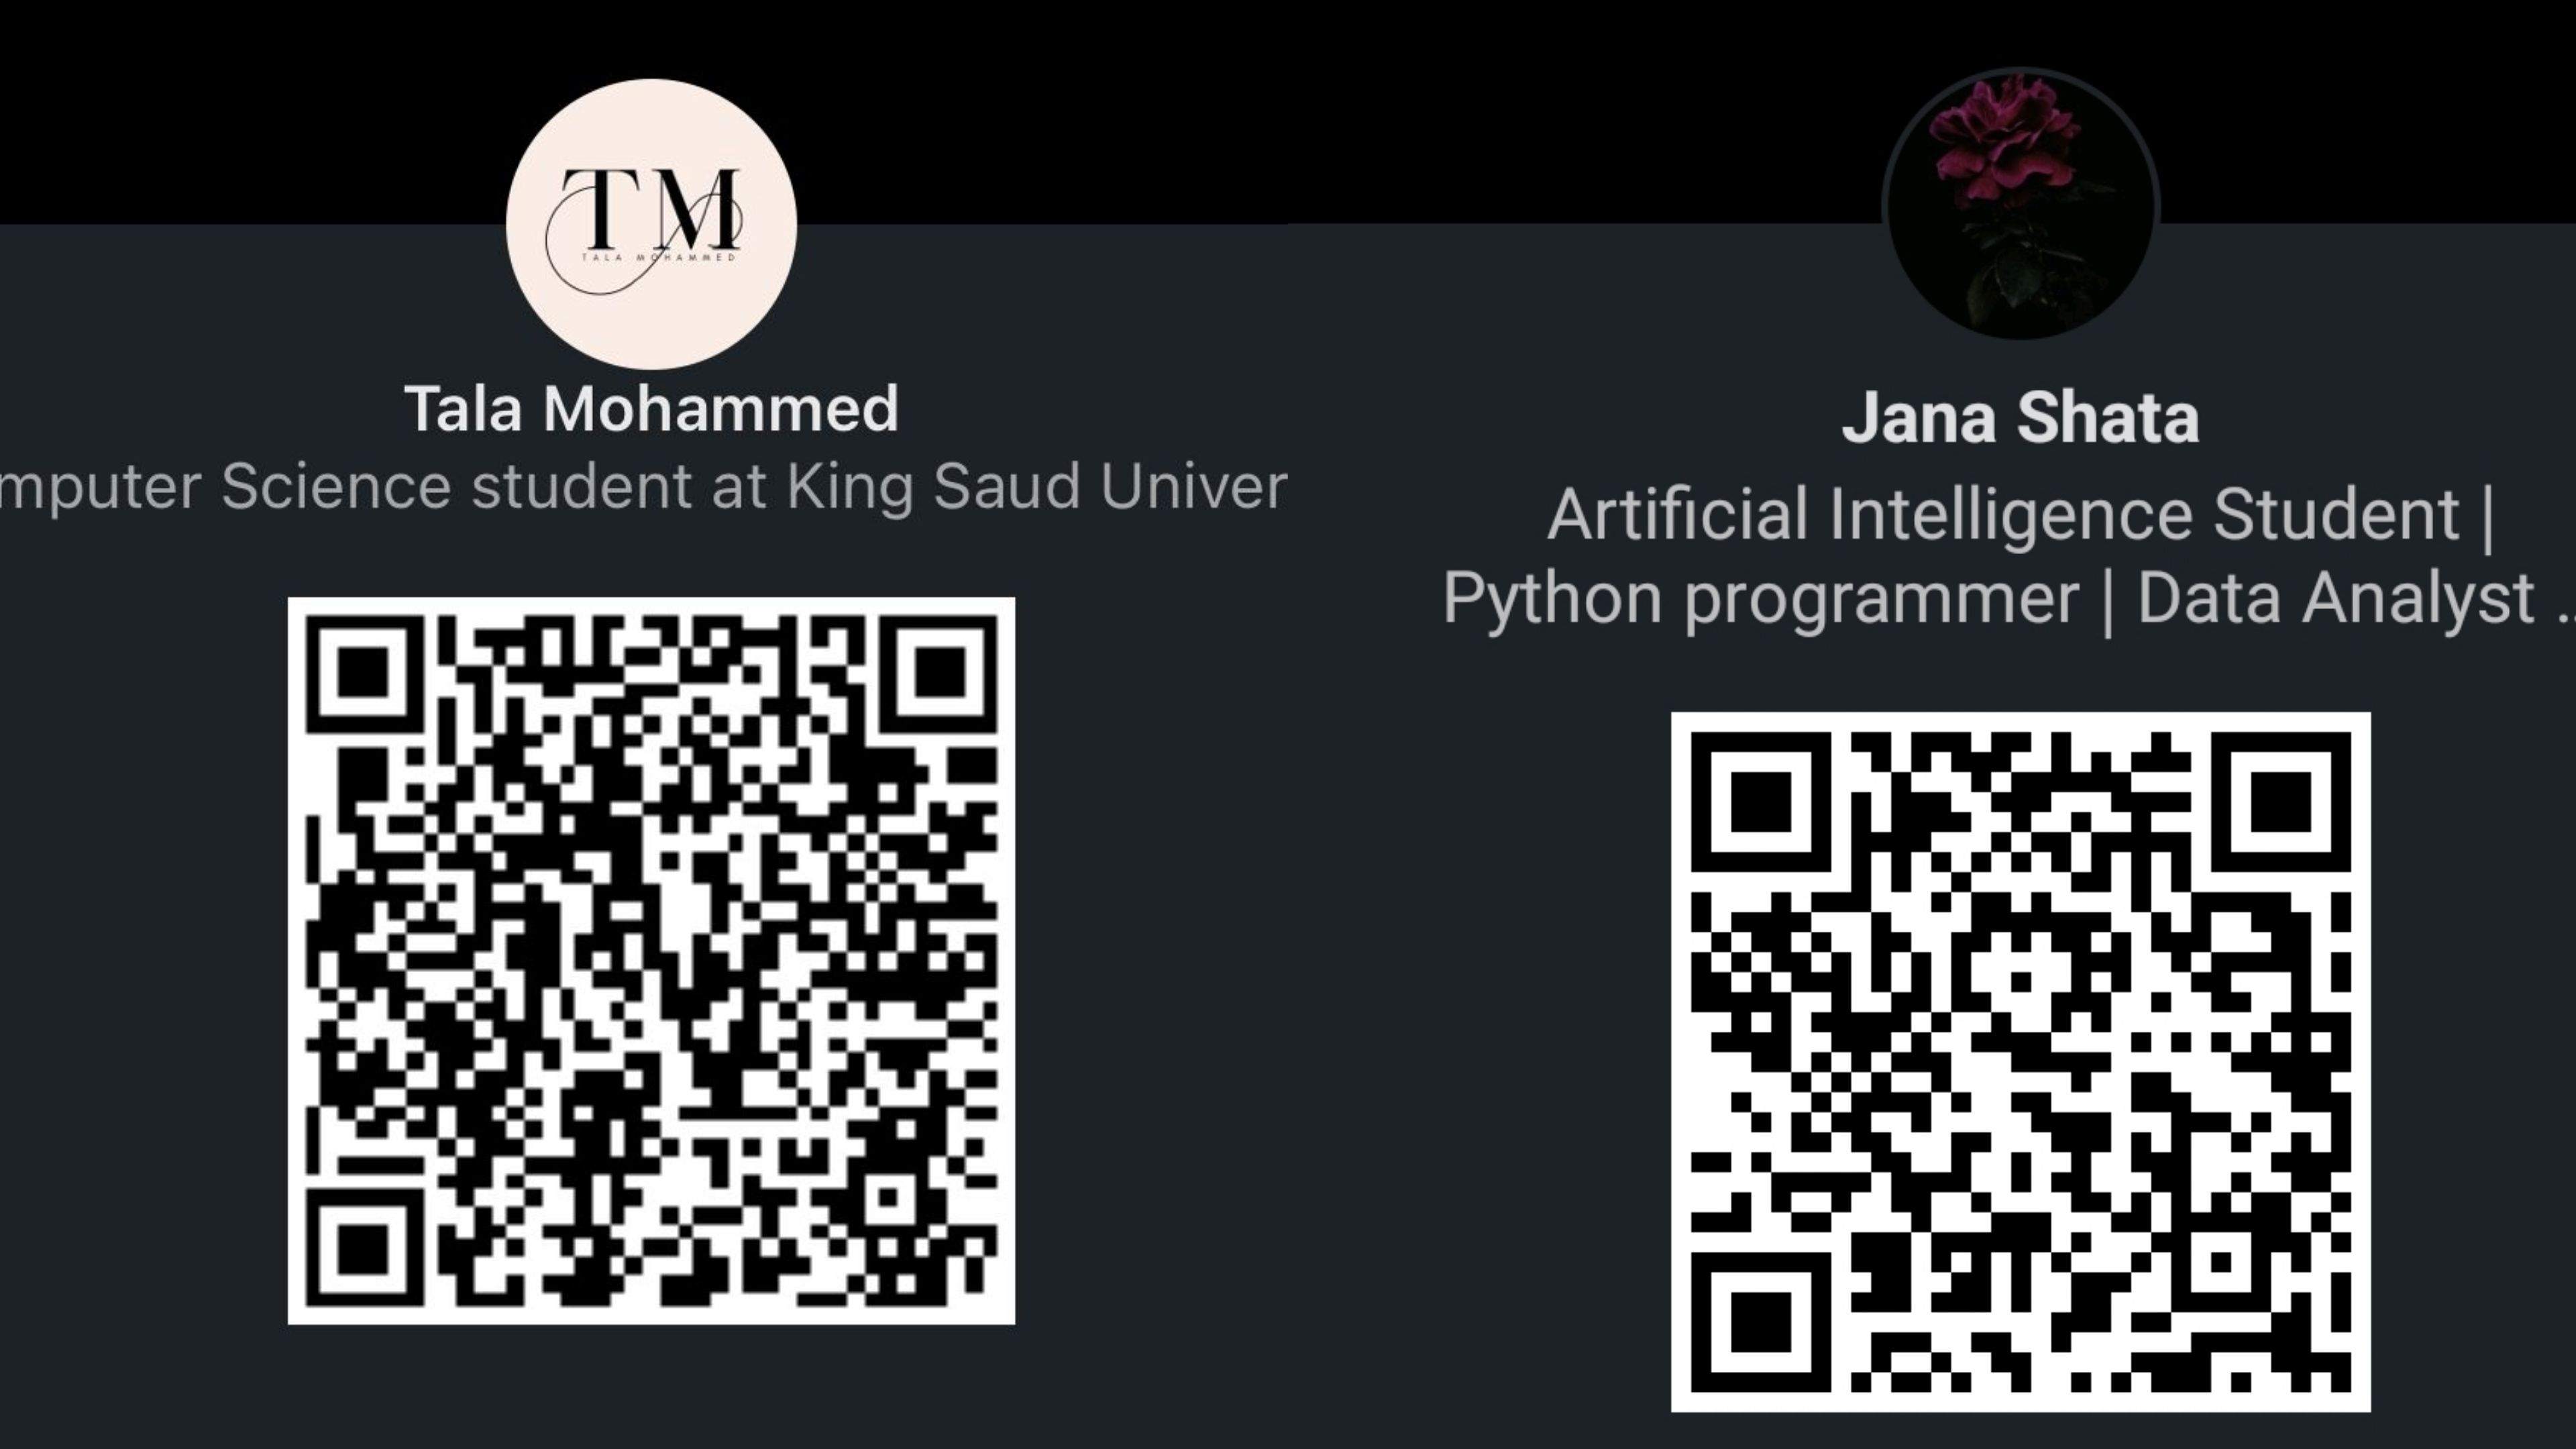 TM
TALA MOHAMMED
Tala Mohammed
mputer Science student at King Saud Univer
Jana Shata
Artificial Intelligence Student |
Python programmer | Data Analyst ..